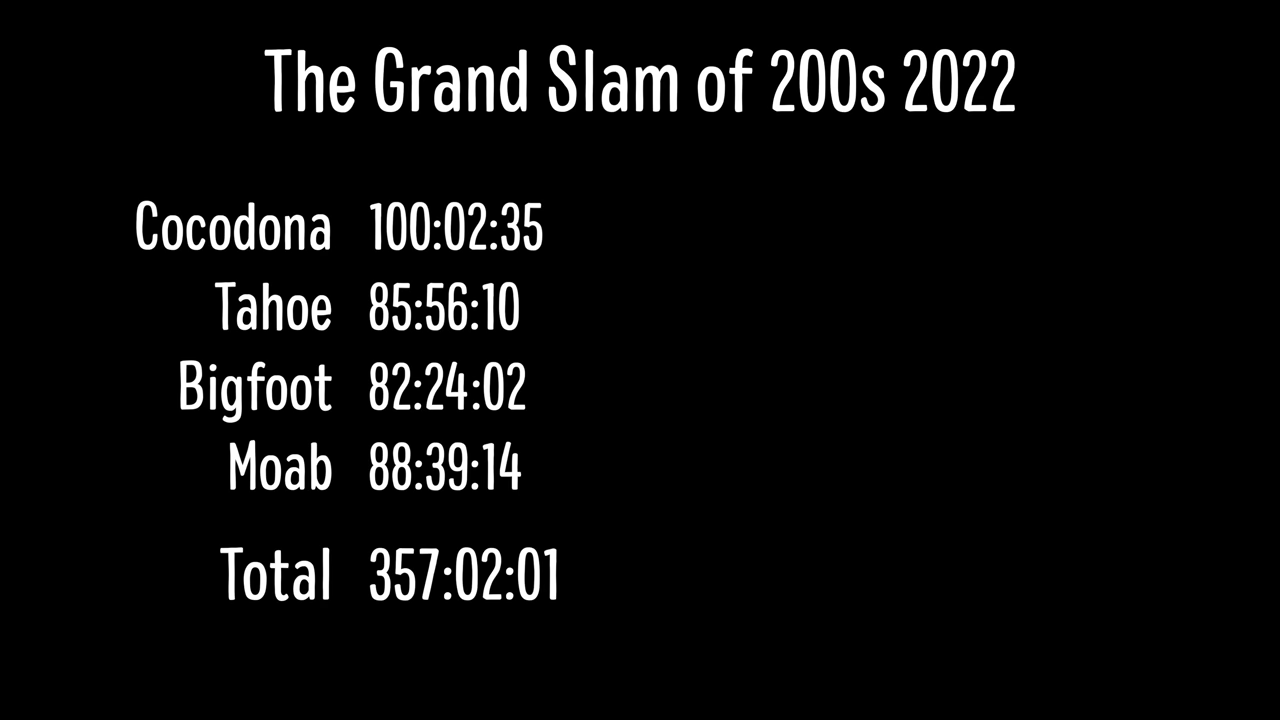 The Grand Slam of 200s 2022
Cocodona 100:02:35
Tahoe 85:56:10
Bigfoot 82:24:02
Moab 88:39:14
Total 357:02:01